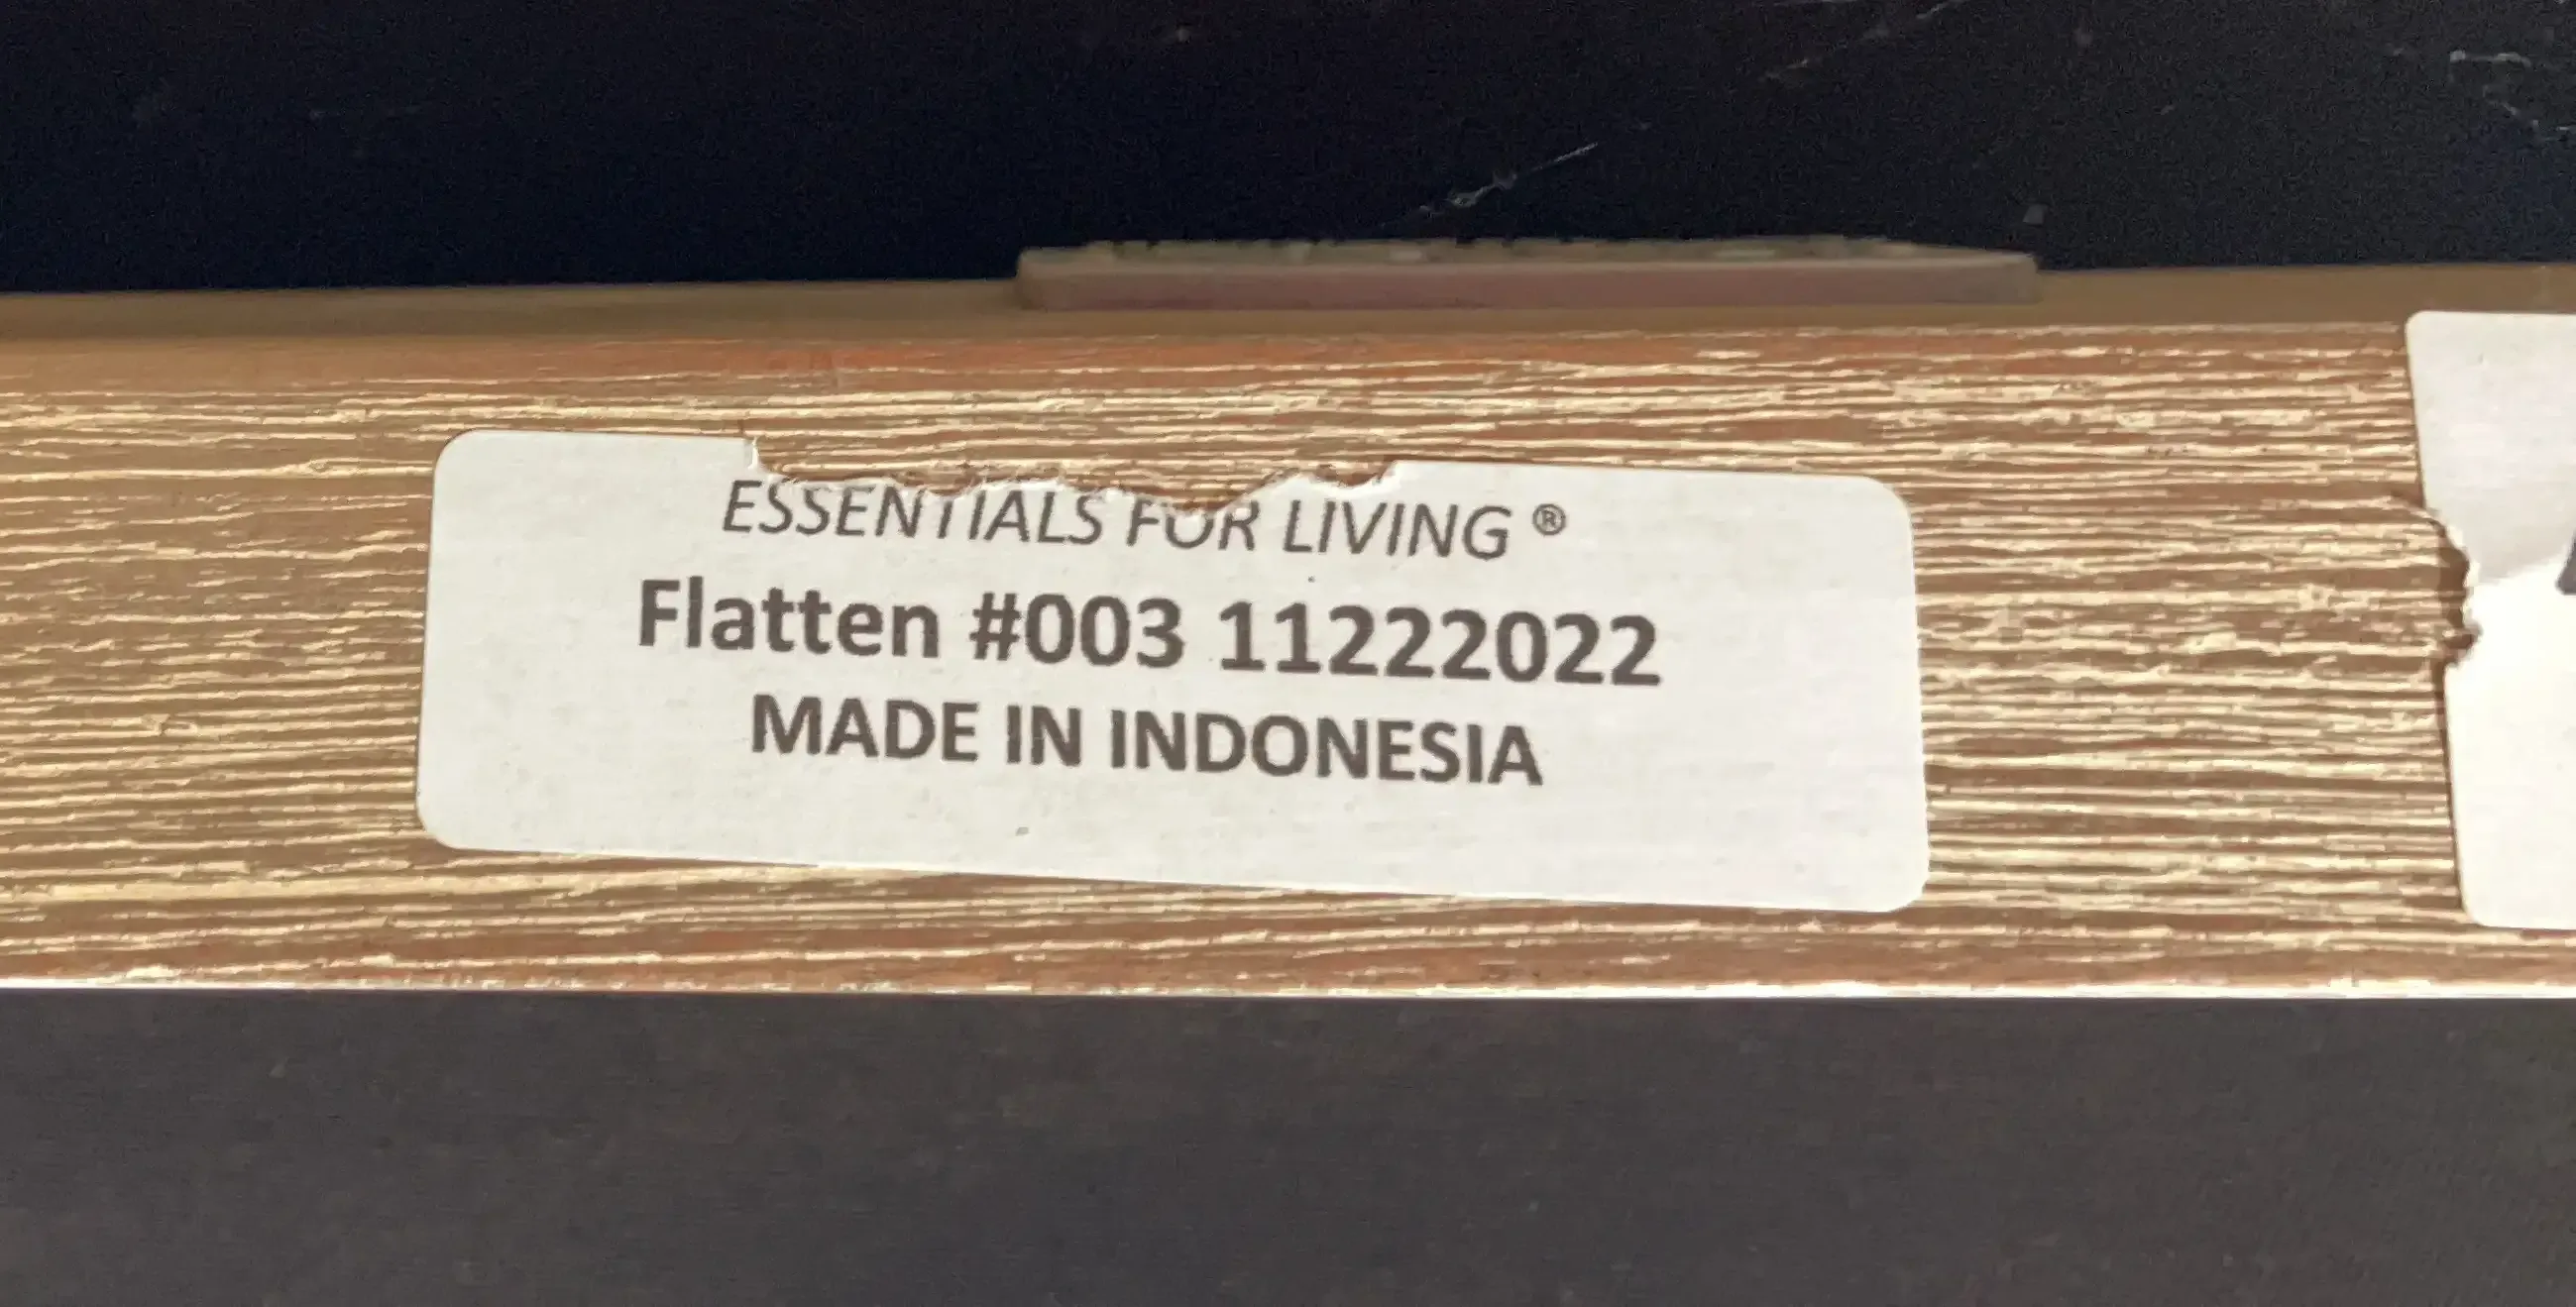 ESSENTIALS FOR LIVING ®
Flatten #003 11222022
MADE IN INDONESIA